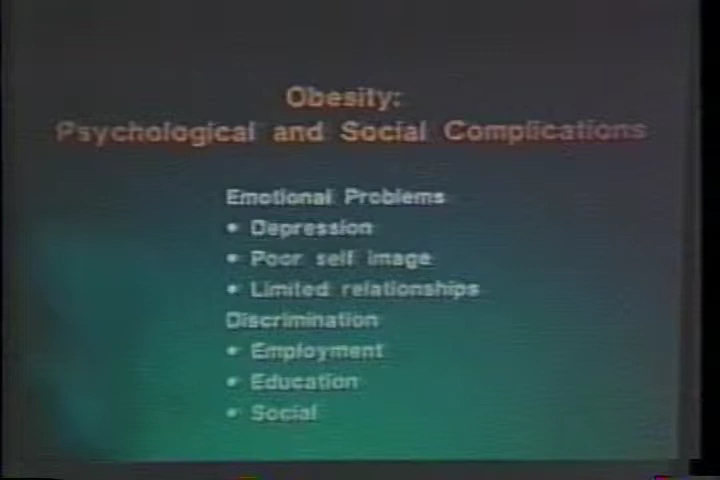 Obesity:
Psychological and Social Complications
Emotional Problems
• Depression
• Poor self image
• Limited relationships
Discrimination
• Employment
• Education
• Social